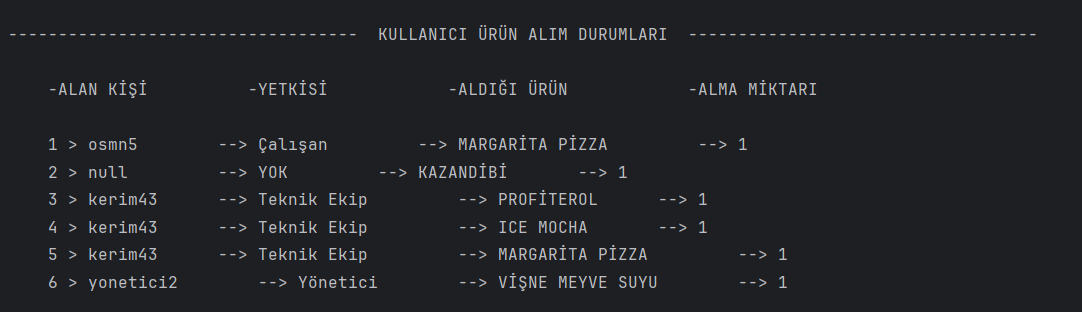 ----------------------------------- KULLANICI ÜRÜN ALIM DURUMLARI -----------------------------------
-ALAN KİŞİ -YETKİSİ -ALDIĞI ÜRÜN -ALMA MİKTARI
1 > osmn5 --> Çalışan --> MARGARİTA PİZZA --> 1
2 > null --> YOK --> KAZANDİBİ --> 1
3 > kerim43 --> Teknik Ekip --> PROFİTEROL --> 1
4 > kerim43 --> Teknik Ekip --> ICE MOCHA --> 1
5 > kerim43 --> Teknik Ekip --> MARGARİTA PİZZA --> 1
6 > yonetici2 --> Yönetici --> VİŞNE MEYVE SUYU --> 1